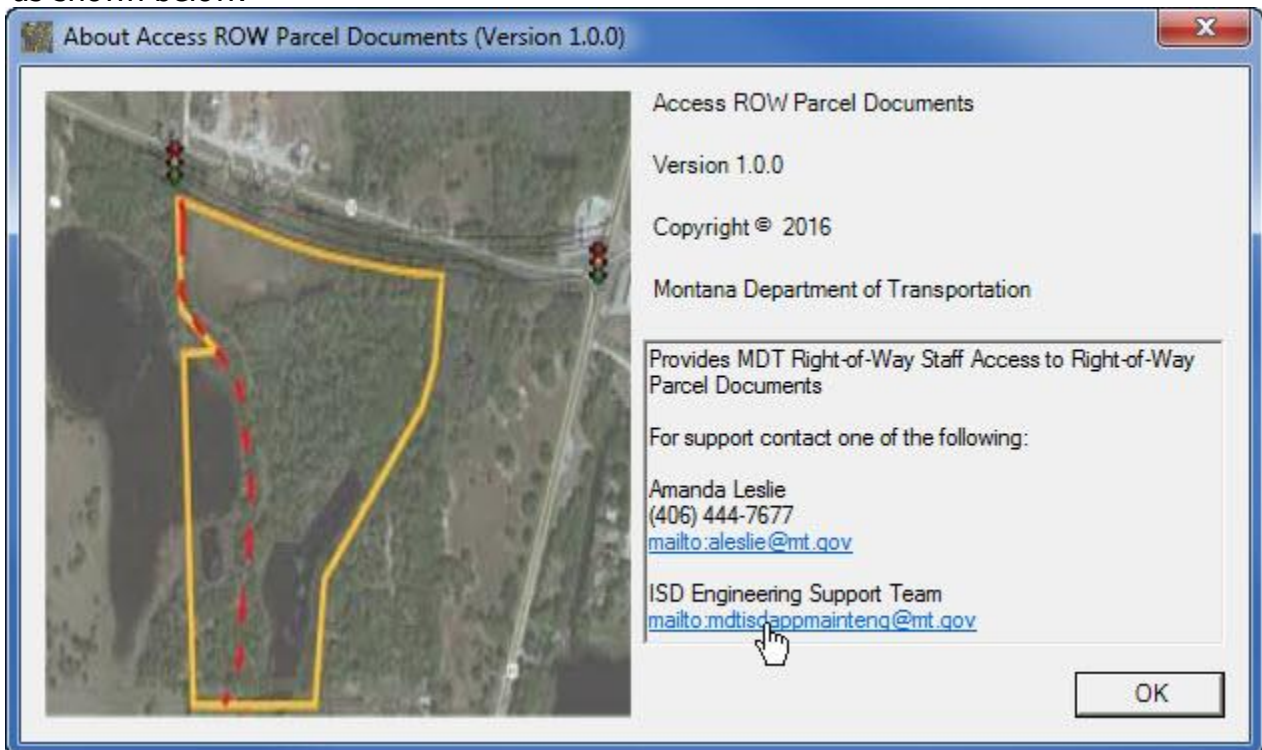 as shown below.
About Access ROW Parcel Documents (Version 1.0.0)
Access ROW Parcel Documents
Version 1.0.0
Copyright © 2016
Montana Department of Transportation
Provides MDT Right-of-Way Staff Access to Right-of-Way
Parcel Documents
For support contact one of the following:
Amanda Leslie
(406) 444-7677
mailto:aleslie@mt.gov
ISD Engineering Support Team
mailto:mdtisdappmainteng@mt.gov
OK